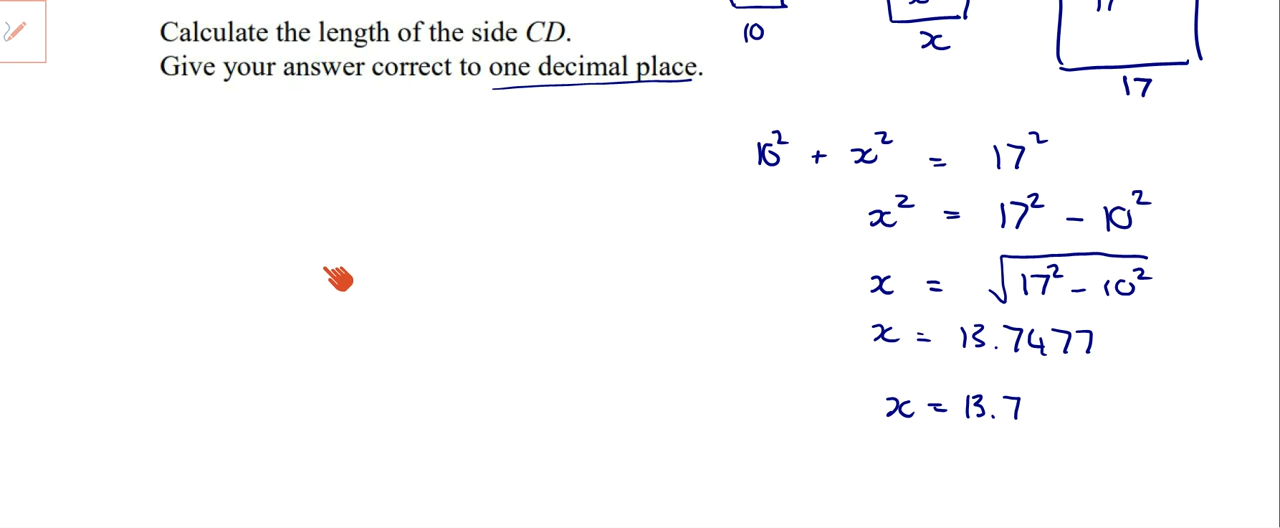 Calculate the length of the side CD.
Give your answer correct to one decimal place.
10
x
17
10² + x² = 17²
x² = 17² - 10²
x = √17² - 10²
x = 13.7477
x = 13.7